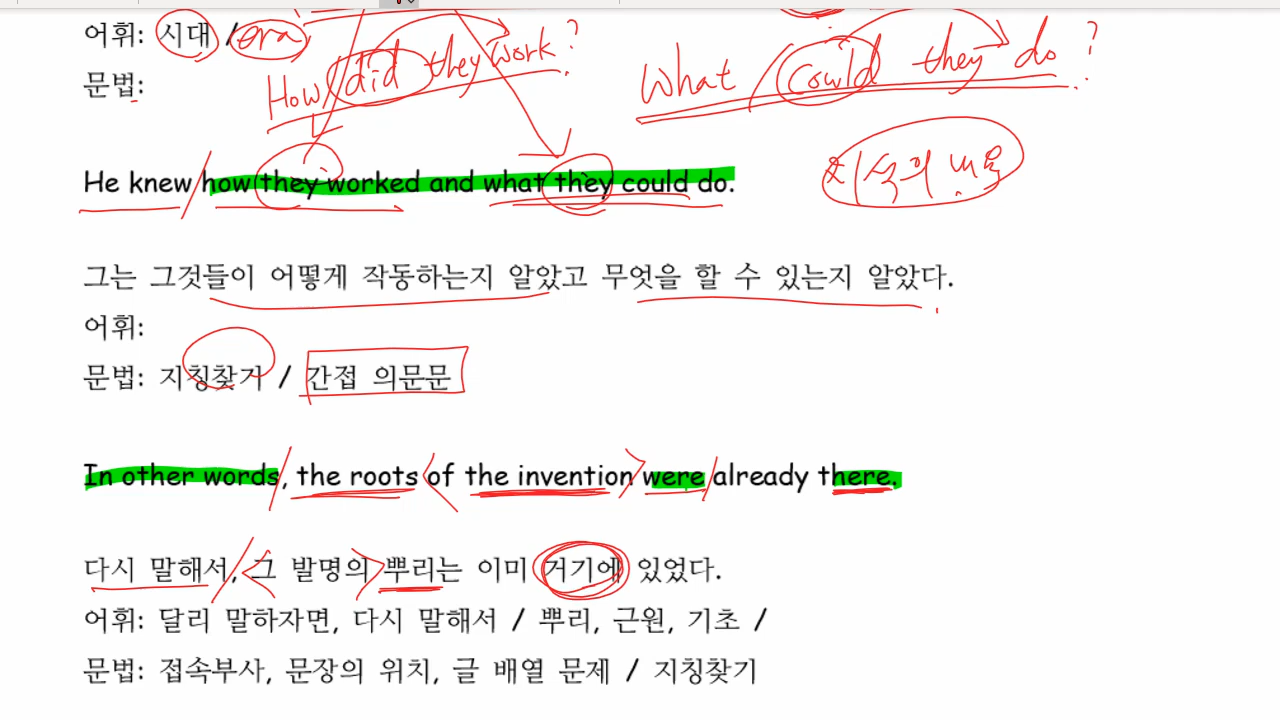 어휘: 시대 / era
How did they work?
What could they do?
문법:
He knew how they worked and what they could do.
지식의 내용
그는 그것들이 어떻게 작동하는지 알았고 무엇을 할 수 있는지 알았다.
어휘:
문법: 지칭찾기 / 간접 의문문
In other words, the roots of the invention were already there.
다시 말해서, 그 발명의 뿌리는 이미 거기에 있었다.
어휘: 달리 말하자면, 다시 말해서 / 뿌리, 근원, 기초 /
문법: 접속부사, 문장의 위치, 글 배열 문제 / 지칭찾기